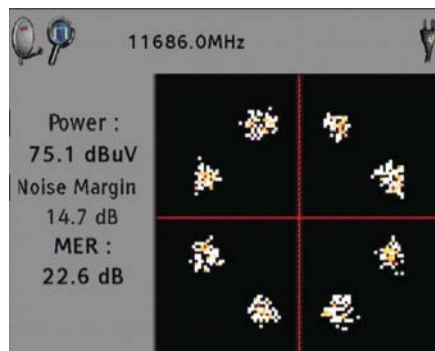 11686.0MHz
Power :
75.1 dBuV
Noise Margin
14.7 dB
MER :
22.6 dB